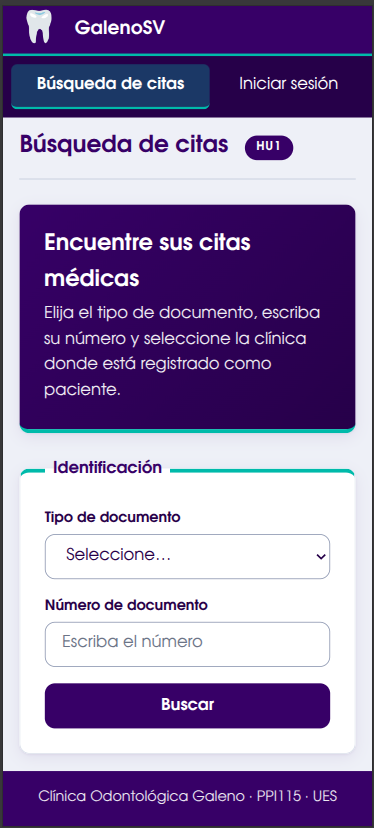 GalenoSV
Búsqueda de citas
Iniciar sesión
Búsqueda de citas
HU1
Encuentre sus citas
médicas
Elija el tipo de documento, escriba
su número y seleccione la clínica
donde está registrado como
paciente.
Identificación
Tipo de documento
Seleccione...
Número de documento
Escriba el número
Buscar
Clínica Odontológica Galeno · PPI115 · UES